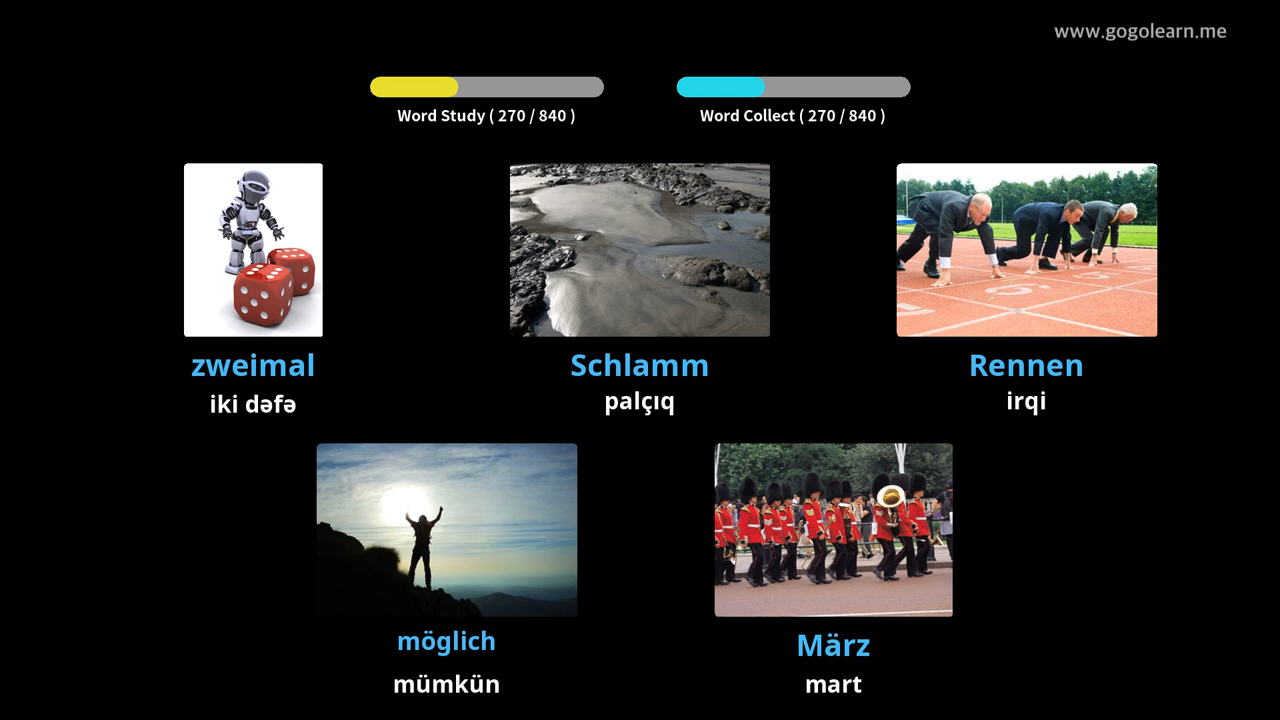 www.gogolearn.me
Word Study ( 270 / 840 )
Word Collect ( 270 / 840 )
zweimal
iki dəfə
Schlamm
palçıq
Rennen
irqi
möglich
mümkün
März
mart